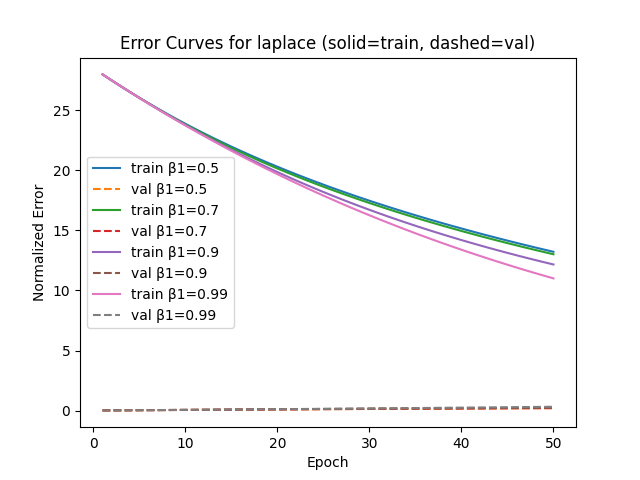 Error Curves for laplace (solid=train, dashed=val)
Normalized Error
25
20
15
10
5
0
train β1=0.5
val β1=0.5
train β1=0.7
val β1=0.7
train β1=0.9
val β1=0.9
train β1=0.99
val β1=0.99
0 10 20 30 40 50
Epoch